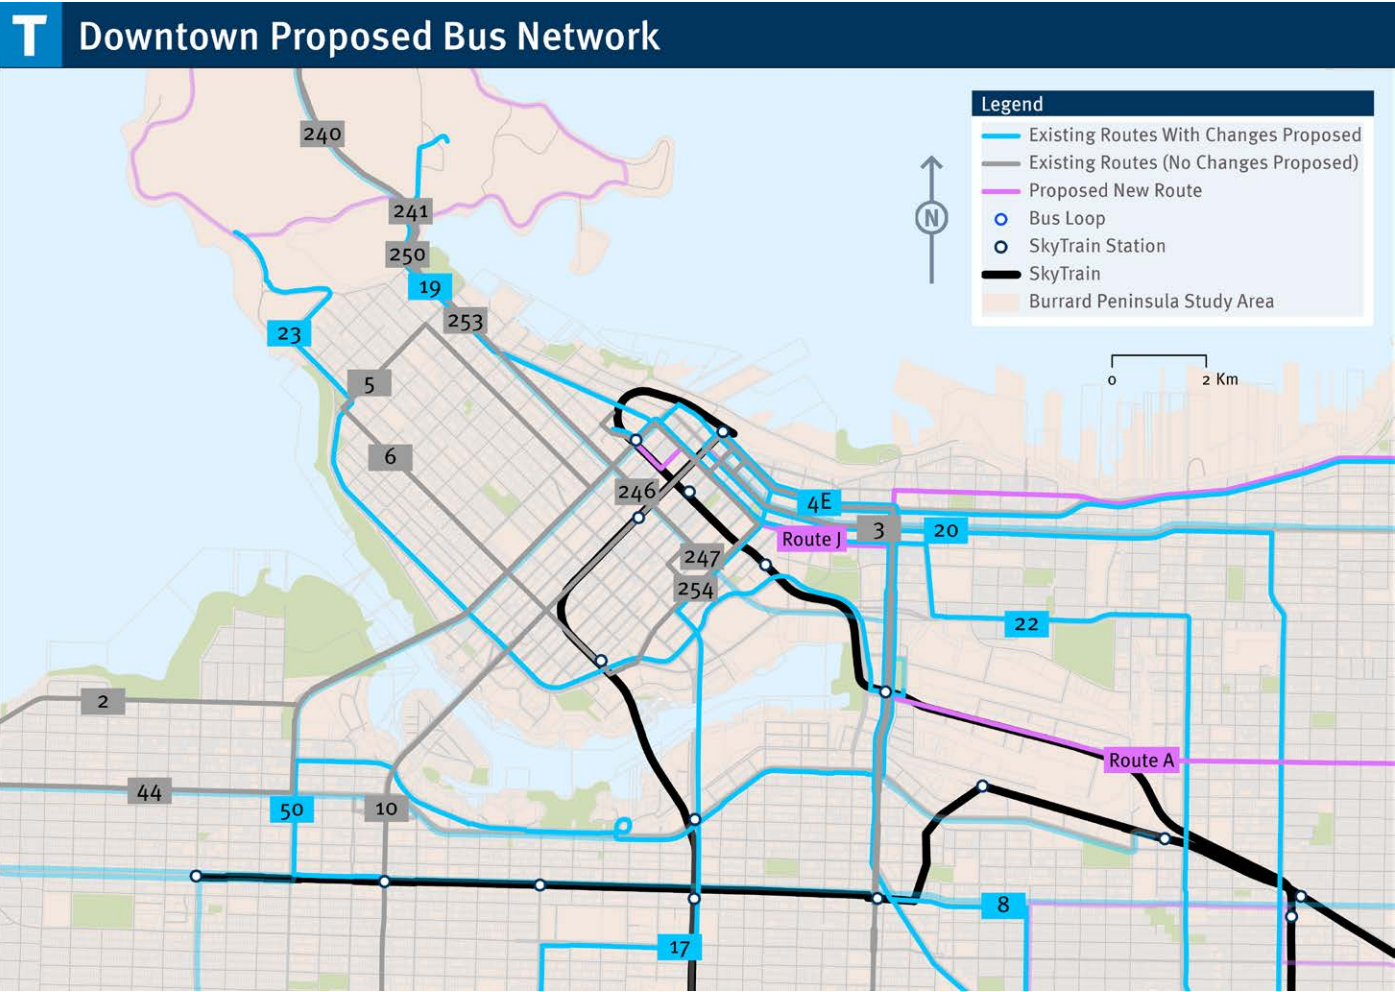 T
Downtown Proposed Bus Network
Legend
Existing Routes With Changes Proposed
Existing Routes (No Changes Proposed)
Proposed New Route
Bus Loop
SkyTrain Station
SkyTrain
Burrard Peninsula Study Area
N
0 2 Km
240
241
250
19
253
23
5
6
246
4E
3
20
Route J
247
254
22
2
Route A
44
50
10
8
17